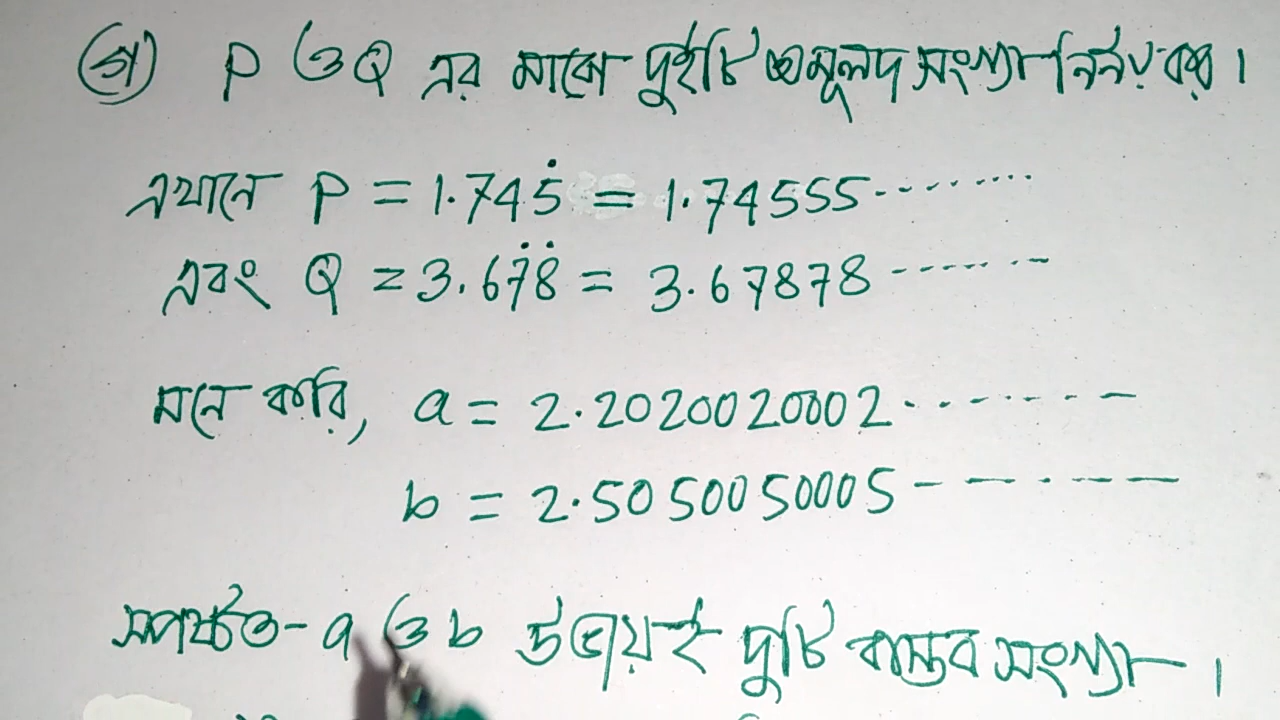 (গ) P ও Q এর মাঝে দুইটি অমূলদ সংখ্যা নির্ণয় কর।
এখানে P = 1.745̇ = 1.74555........
এবং Q = 3.67̇8̇ = 3.67878.......
মনে করি, a = 2.2020020002.......
b = 2.5050050005-------
স্পষ্টত- a ও b উভয়ই দুটি বাস্তব সংখ্যা।